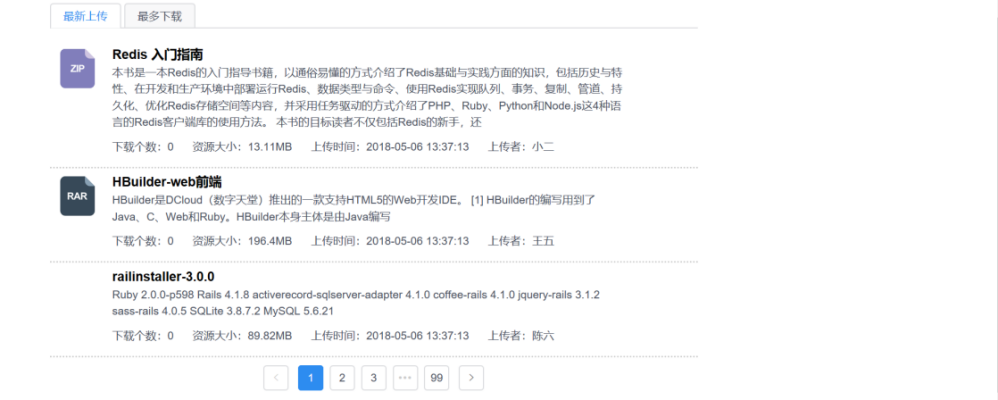 最新上传 最多下载
Redis 入门指南
ZIP
本书是一本Redis的入门指导书籍，以通俗易懂的方式介绍了Redis基础与实践方面的知识，包括历史与特
性、在开发和生产环境中部署运行Redis、数据类型与命令、使用Redis实现队列、事务、复制、管道、持
久化、优化Redis存储空间等内容，并采用任务驱动的方式介绍了PHP、Ruby、Python和Node.js这4种语
言的Redis客户端库的使用方法。 本书的目标读者不仅包括Redis的新手，还
下载个数：0 资源大小：13.11MB 上传时间：2018-05-06 13:37:13 上传者：小二
HBuilder-web前端
RAR
HBuilder是DCloud（数字天堂）推出的一款支持HTML5的Web开发IDE。 [1] HBuilder的编写用到了
Java、C、Web和Ruby。HBuilder本身主体是由Java编写
下载个数：0 资源大小：196.4MB 上传时间：2018-05-06 13:37:13 上传者：王五
railinstaller-3.0.0
Ruby 2.0.0-p598 Rails 4.1.8 activerecord-sqlserver-adapter 4.1.0 coffee-rails 4.1.0 jquery-rails 3.1.2
sass-rails 4.0.5 SQLite 3.8.7.2 MySQL 5.6.21
下载个数：0 资源大小：89.82MB 上传时间：2018-05-06 13:37:13 上传者：陈六
< 1 2 3 ••• 99 >